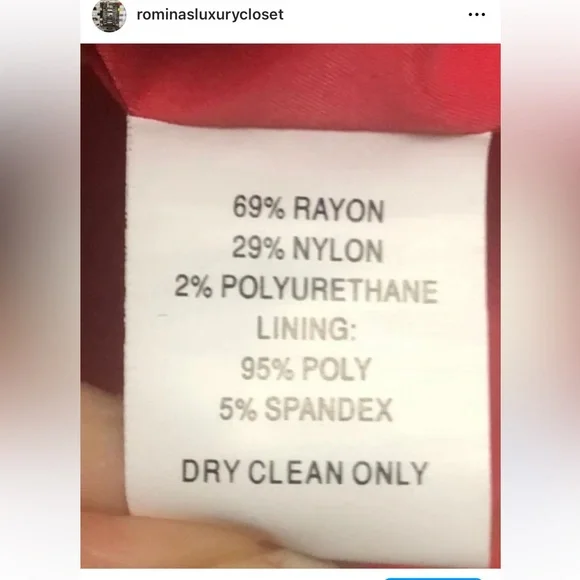 rominasluxurycloset
69% RAYON
29% NYLON
2% POLYURETHANE
LINING:
95% POLY
5% SPANDEX
DRY CLEAN ONLY